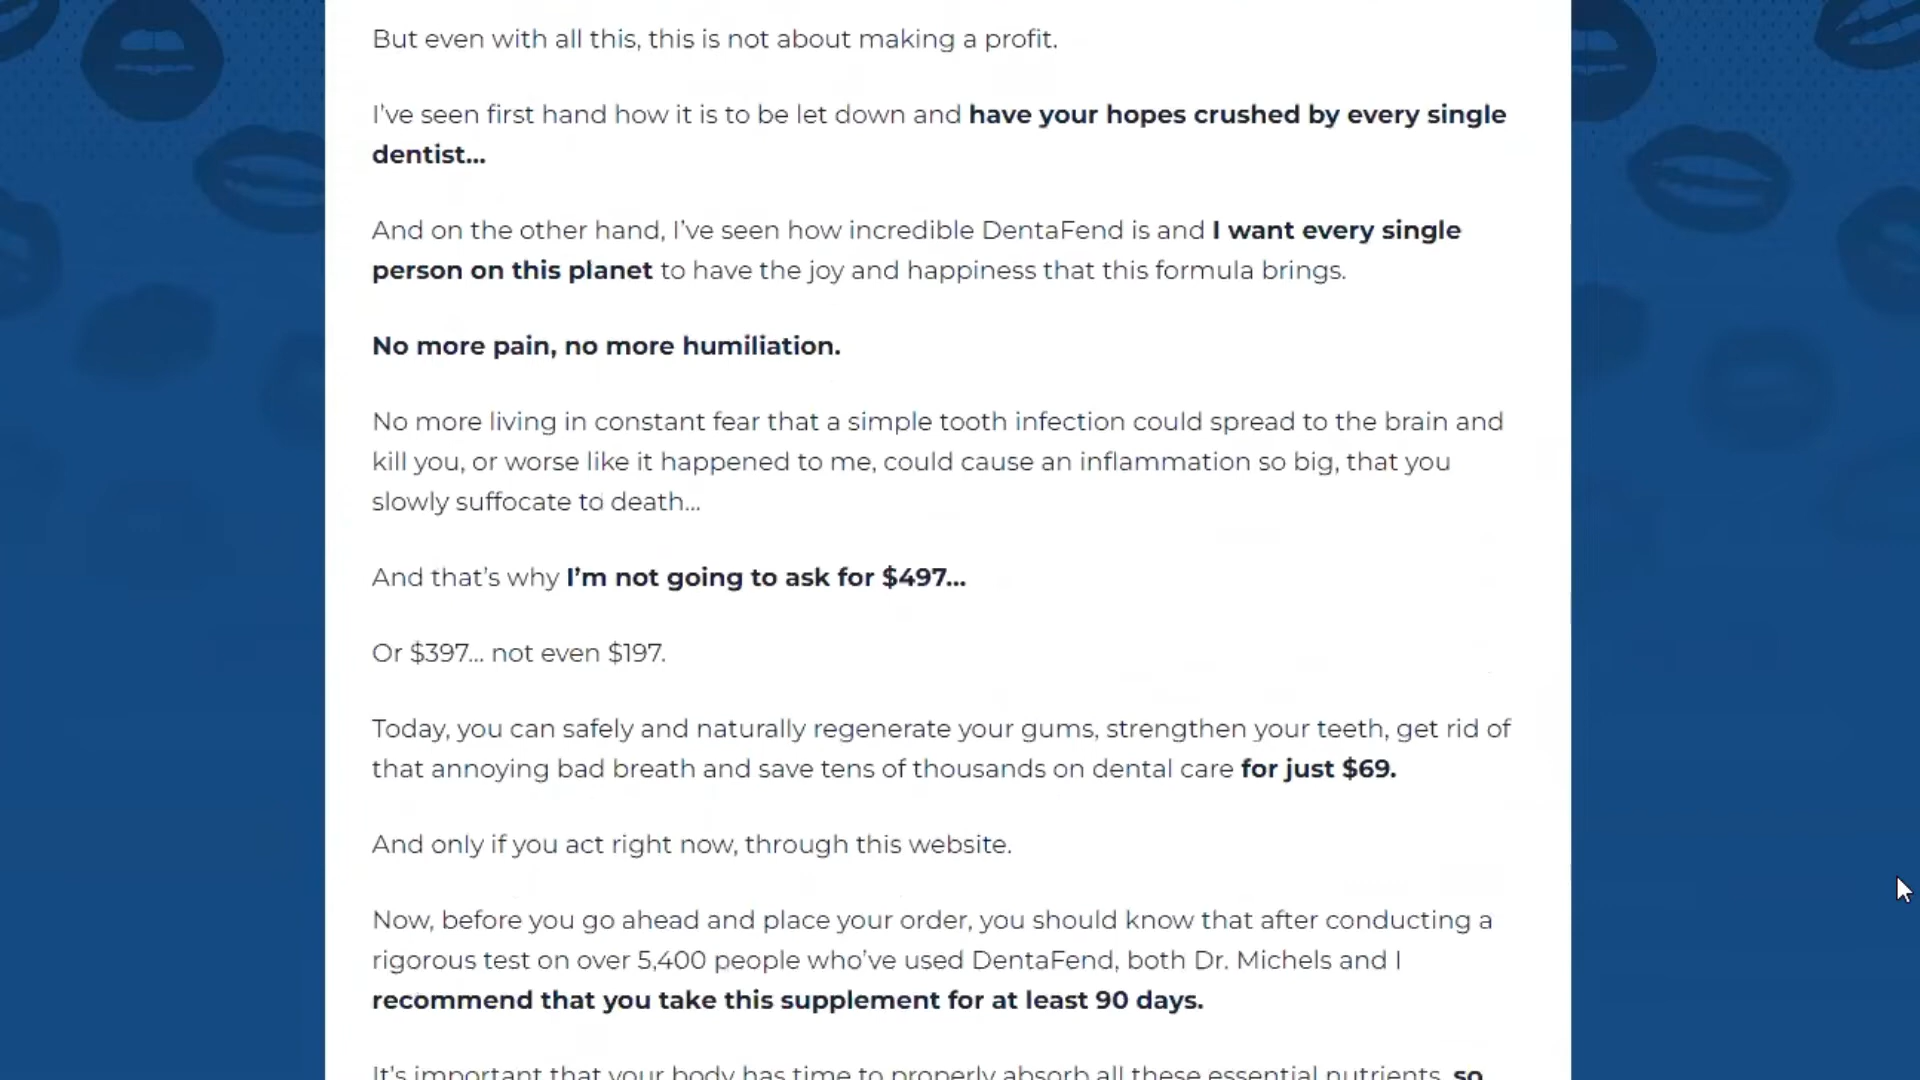 But even with all this, this is not about making a profit.
I’ve seen first hand how it is to be let down and have your hopes crushed by every single
dentist...
And on the other hand, I’ve seen how incredible DentaFend is and I want every single
person on this planet to have the joy and happiness that this formula brings.
No more pain, no more humiliation.
No more living in constant fear that a simple tooth infection could spread to the brain and
kill you, or worse like it happened to me, could cause an inflammation so big, that you
slowly suffocate to death...
And that’s why I’m not going to ask for $497...
Or $397... not even $197.
Today, you can safely and naturally regenerate your gums, strengthen your teeth, get rid of
that annoying bad breath and save tens of thousands on dental care for just $69.
And only if you act right now, through this website.
Now, before you go ahead and place your order, you should know that after conducting a
rigorous test on over 5,400 people who’ve used DentaFend, both Dr. Michels and I
recommend that you take this supplement for at least 90 days.
It’s important that your body has time to properly absorb all these essential nutrients, so